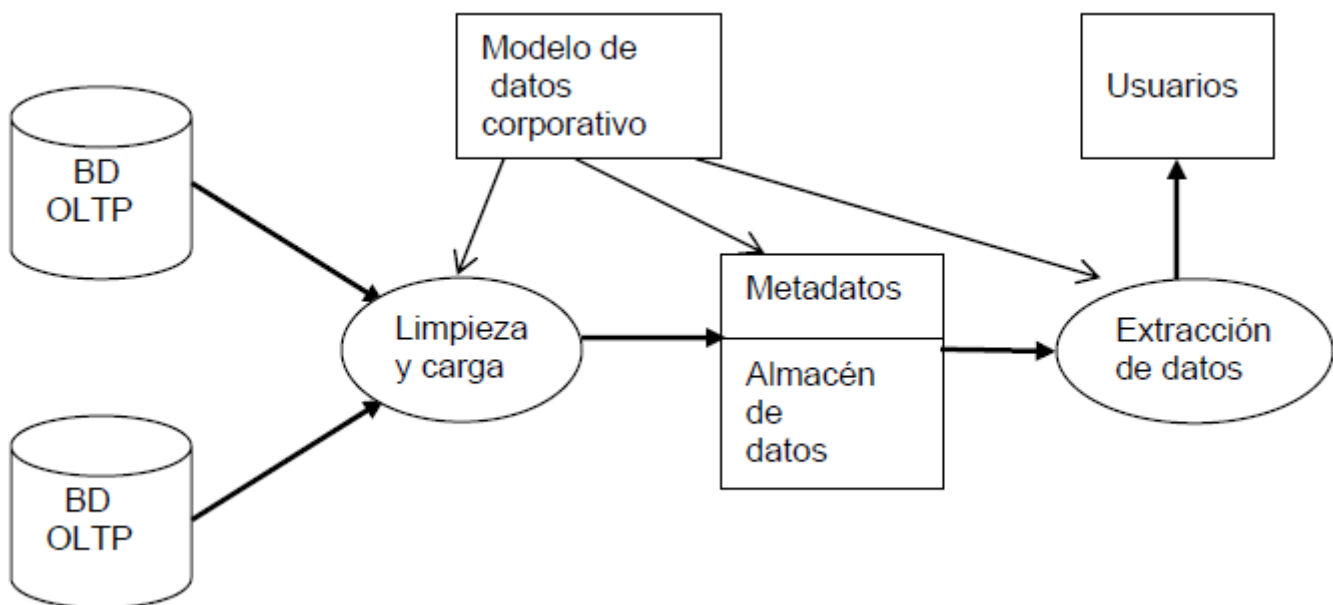 Modelo de
datos
corporativo
Usuarios
BD
OLTP
Limpieza
y carga
Metadatos
Almacén
de
datos
Extracción
de datos
BD
OLTP